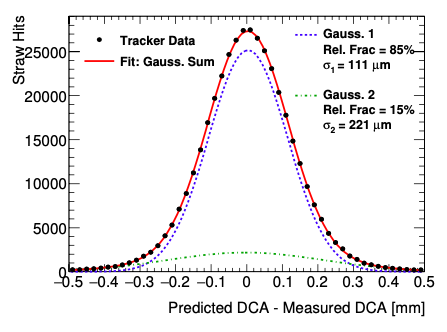 Straw Hits
25000
20000
15000
10000
5000
0
Tracker Data
Fit: Gauss. Sum
Gauss. 1
Rel. Frac = 85%
σ₁ = 111 μm
Gauss. 2
Rel. Frac = 15%
σ₂ = 221 μm
−0.5 −0.4 −0.3 −0.2 −0.1 0 0.1 0.2 0.3 0.4 0.5
Predicted DCA - Measured DCA [mm]